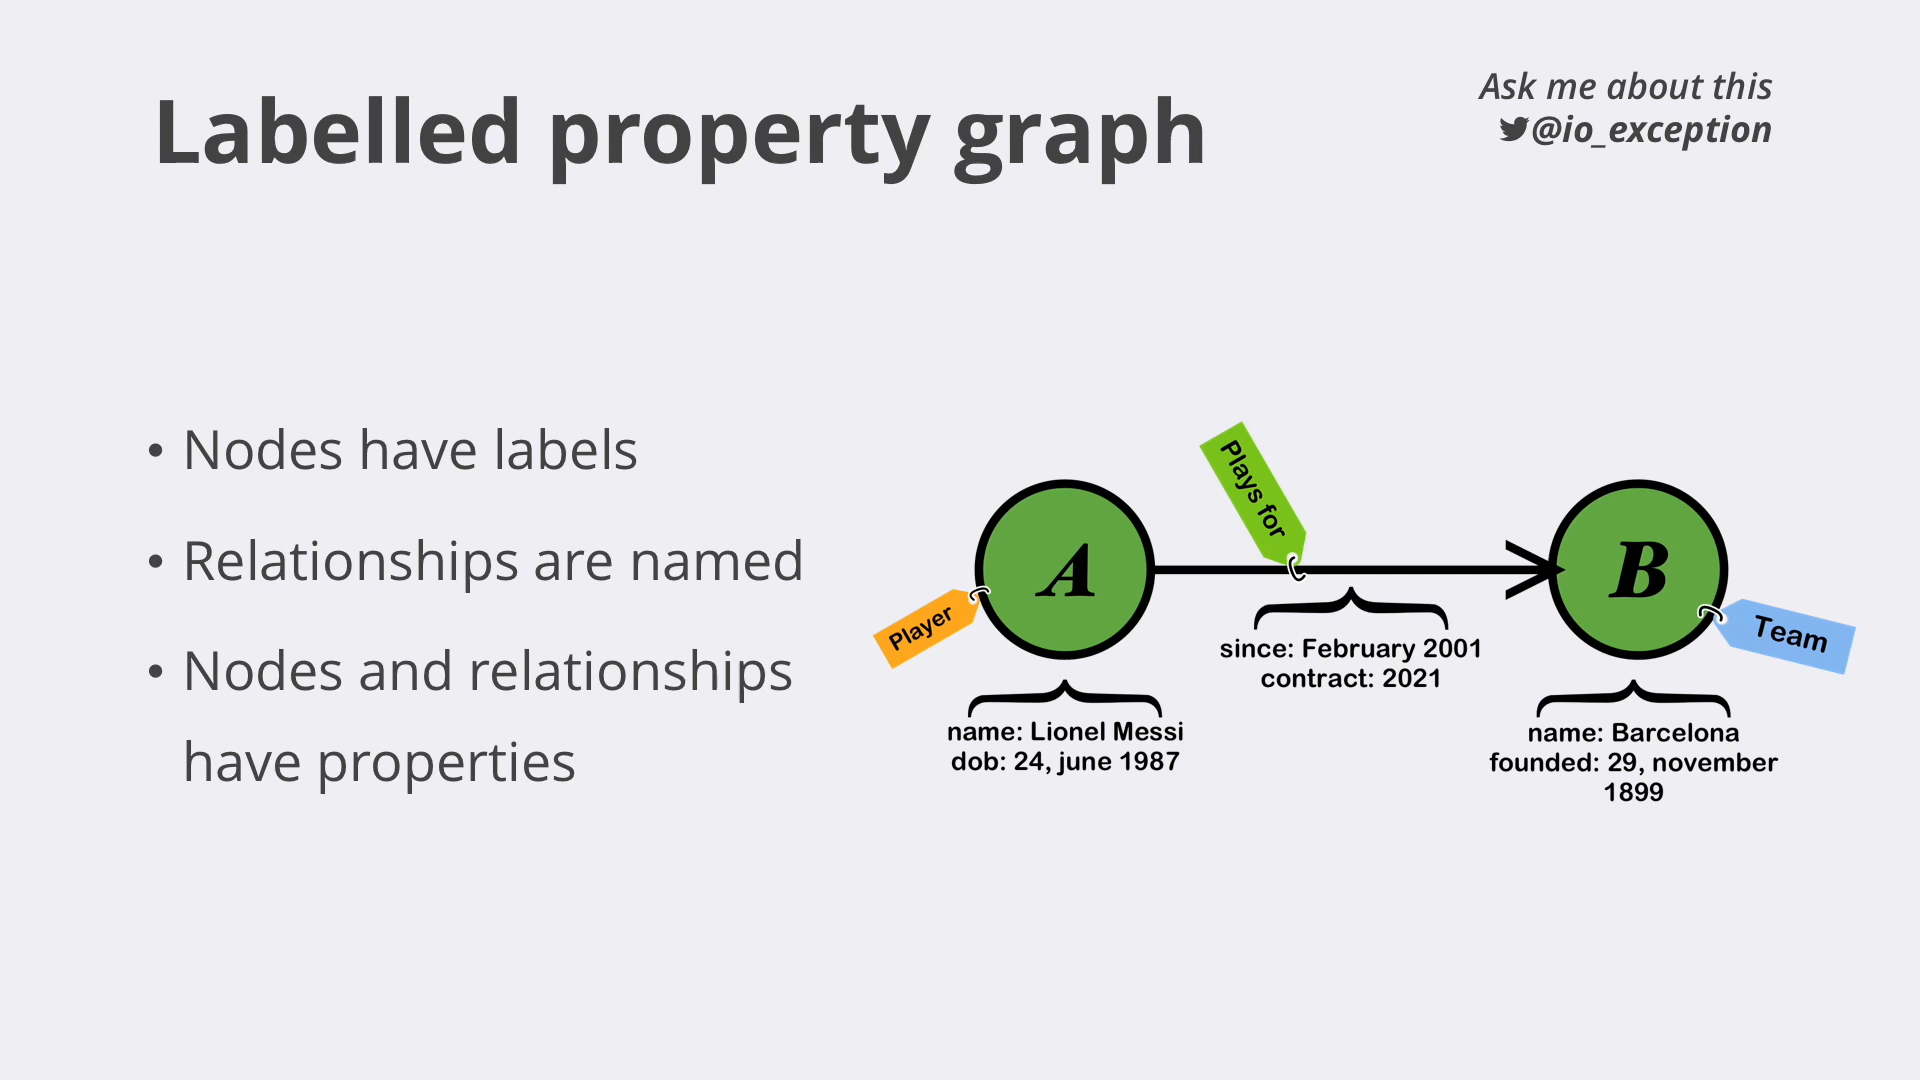 Labelled property graph
Ask me about this
@io_exception
• Nodes have labels
• Relationships are named
• Nodes and relationships
have properties
Plays for
A
B
Player
Team
since: February 2001
contract: 2021
name: Lionel Messi
dob: 24, june 1987
name: Barcelona
founded: 29, november
1899